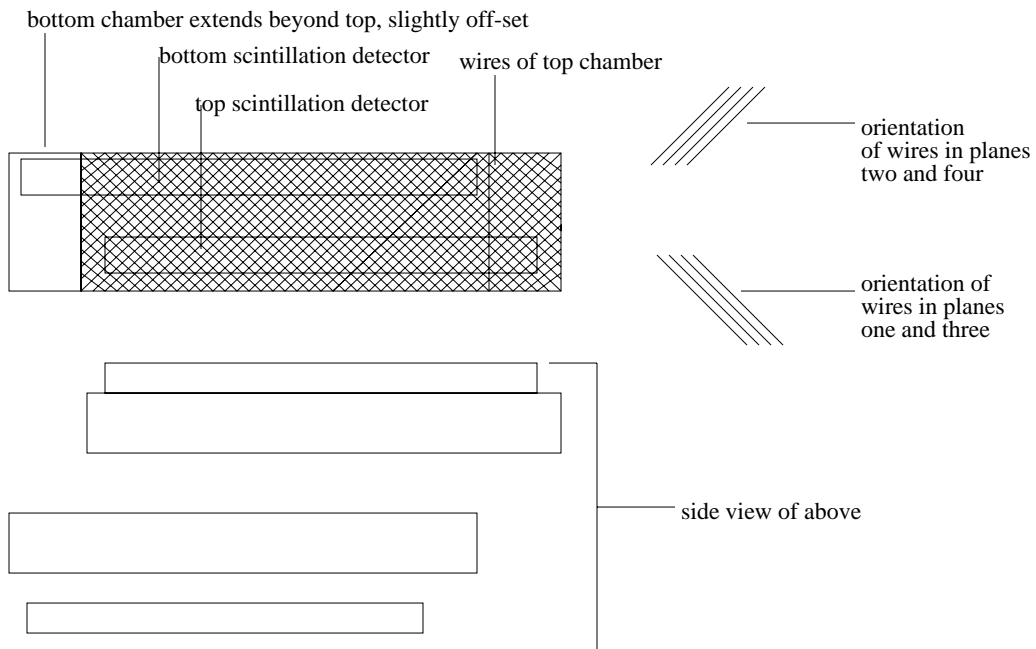 bottom chamber extends beyond top, slightly off-set
bottom scintillation detector
wires of top chamber
top scintillation detector
orientation
of wires in planes
two and four
orientation of
wires in planes
one and three
side view of above